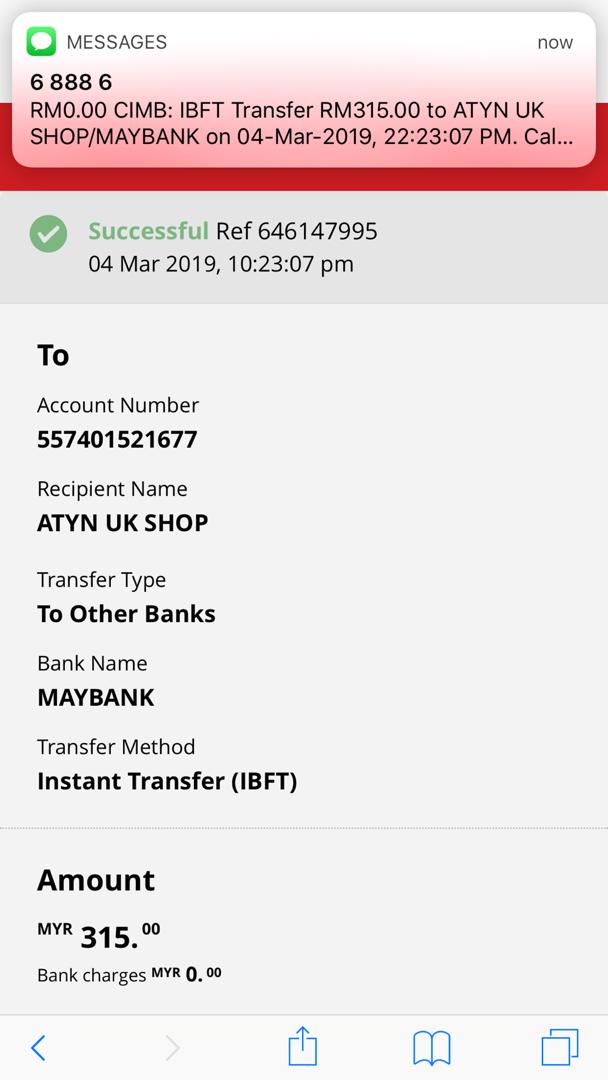 MESSAGES
now
6 888 6
RM0.00 CIMB: IBFT Transfer RM315.00 to ATYN UK
SHOP/MAYBANK on 04-Mar-2019, 22:23:07 PM. Cal...
Successful Ref 646147995
04 Mar 2019, 10:23:07 pm
To
Account Number
557401521677
Recipient Name
ATYN UK SHOP
Transfer Type
To Other Banks
Bank Name
MAYBANK
Transfer Method
Instant Transfer (IBFT)
Amount
MYR 315.00
Bank charges MYR 0.00